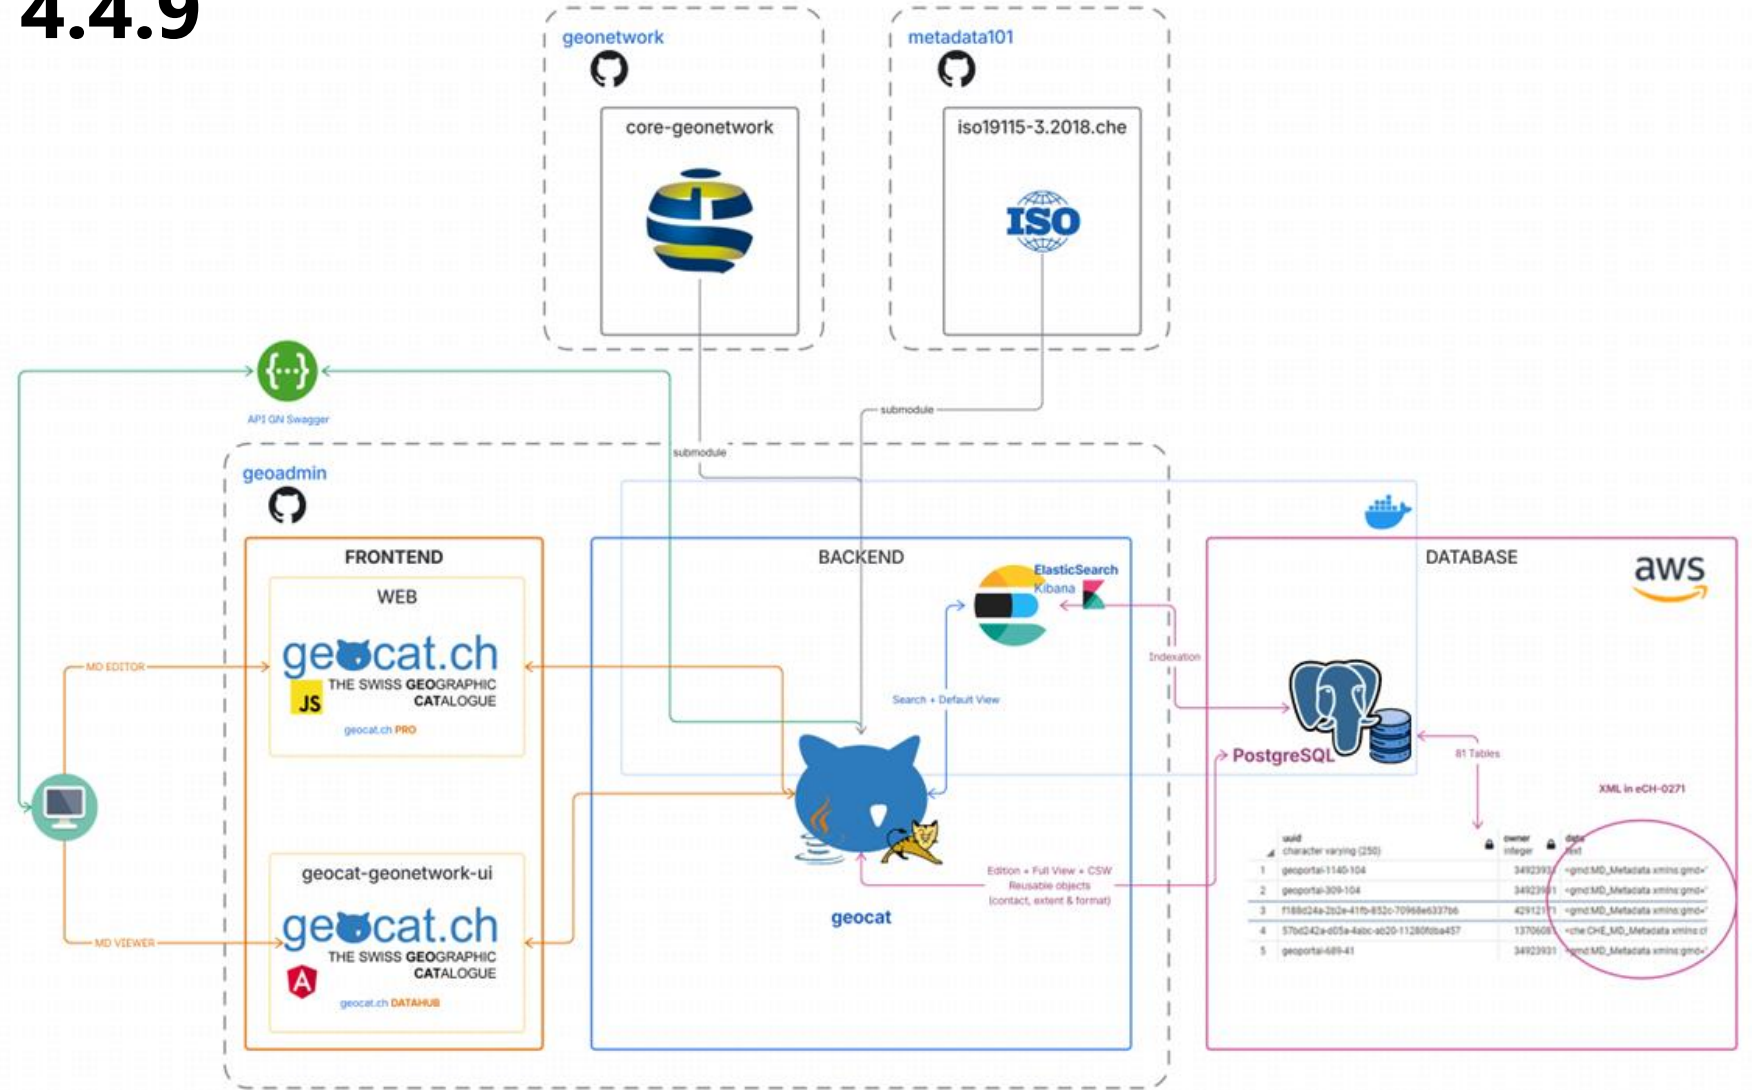 4.4.9
geonetwork
metadata101
core-geonetwork
iso19115-3.2018.che
ISO
{···}
API GN Swagger
submodule
submodule
geoadmin
FRONTEND
BACKEND
DATABASE
aws
WEB
geocat.ch
THE SWISS GEOGRAPHIC
CATALOGUE
JS
geocat.ch PRO
ElasticSearch
Kibana
MD EDITOR
Indexation
Search + Default View
PostgreSQL
81 Tables
XML in eCH-0271
geocat-geonetwork-ui
geocat.ch
THE SWISS GEOGRAPHIC
CATALOGUE
A
geocat.ch DATAHUB
MD VIEWER
Edition + Full View + CSW
Reusable objects
(contact, extent & format)
geocat
uuid
character varying (250)
owner
integer
data
text
1 geoportal-1140-104
2 geoportal-309-104
3
4
5 geoportal-689-41 34923931